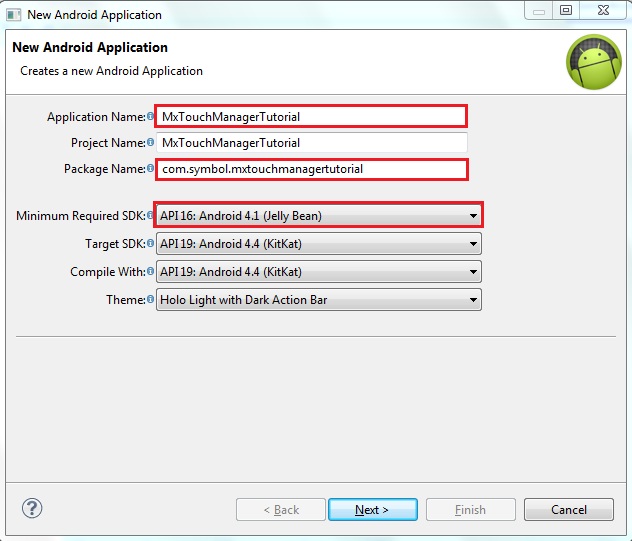 New Android Application
New Android Application
Creates a new Android Application
Application Name: MxTouchManagerTutorial
Project Name: MxTouchManagerTutorial
Package Name: com.symbol.mxtouchmanagertutorial
Minimum Required SDK: API 16: Android 4.1 (Jelly Bean)
Target SDK: API 19: Android 4.4 (KitKat)
Compile With: API 19: Android 4.4 (KitKat)
Theme: Holo Light with Dark Action Bar
? < Back Next > Finish Cancel